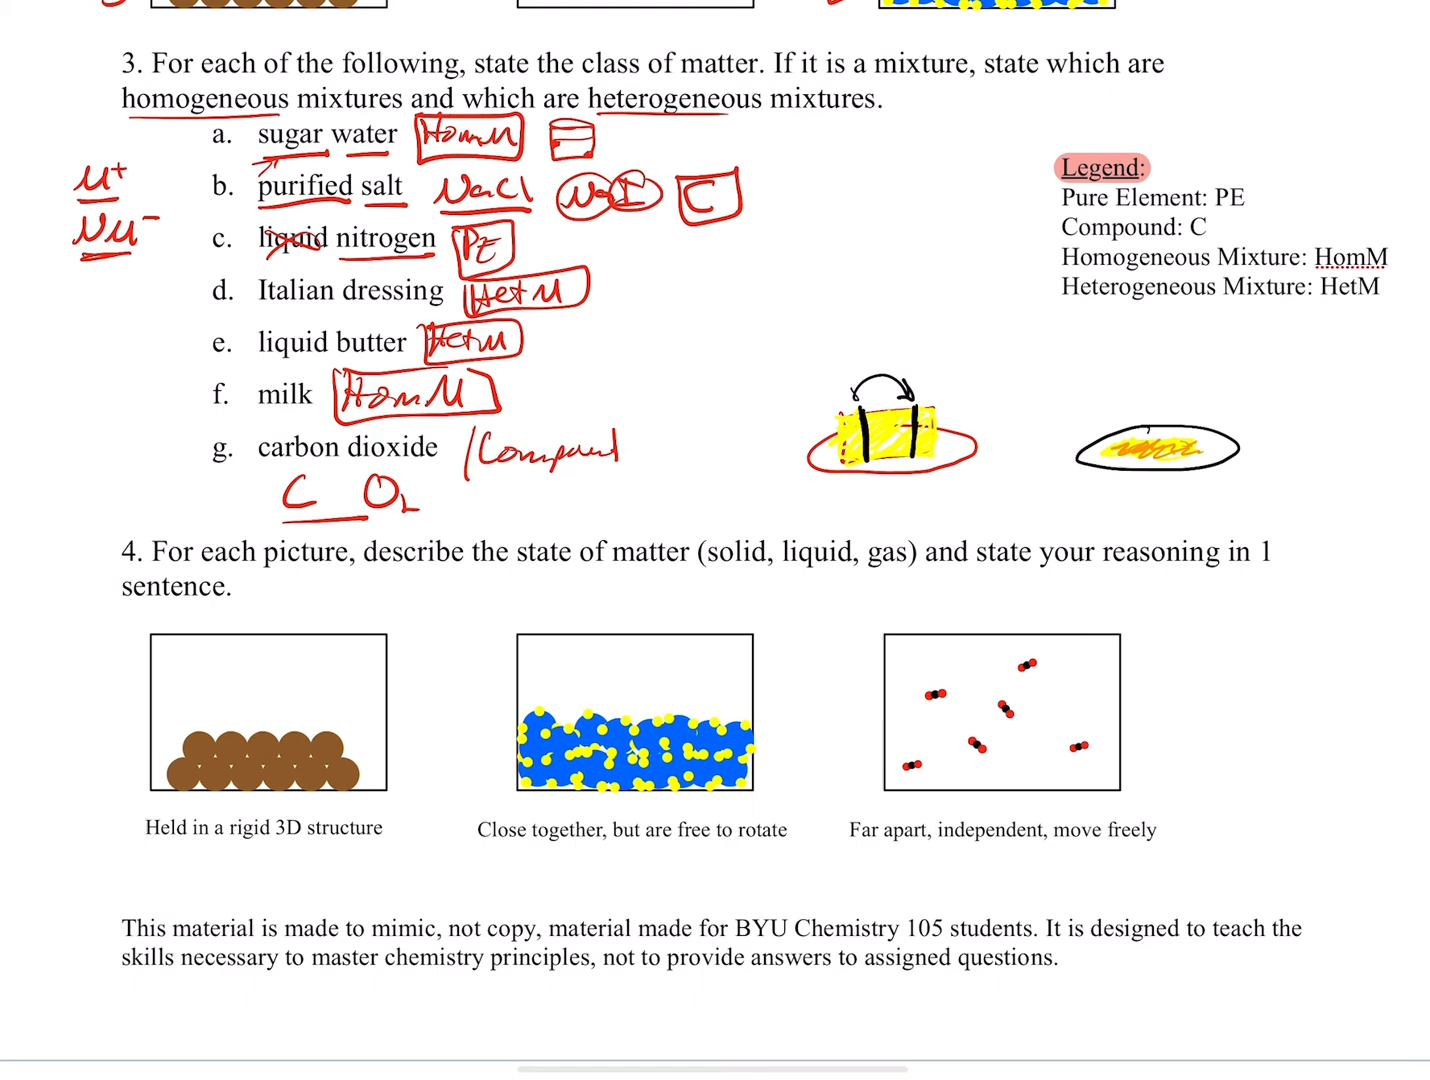 3. For each of the following, state the class of matter. If it is a mixture, state which are
homogeneous mixtures and which are heterogeneous mixtures.
a. sugar water HomM
b. purified salt NaCl NaI C
c. liquid nitrogen PE
d. Italian dressing HetM
e. liquid butter HetM
f. milk HomM
g. carbon dioxide
C O2
M+
NM-
Legend:
Pure Element: PE
Compound: C
Homogeneous Mixture: HomM
Heterogeneous Mixture: HetM
4. For each picture, describe the state of matter (solid, liquid, gas) and state your reasoning in 1
sentence.
Held in a rigid 3D structure
Close together, but are free to rotate
Far apart, independent, move freely
This material is made to mimic, not copy, material made for BYU Chemistry 105 students. It is designed to teach the
skills necessary to master chemistry principles, not to provide answers to assigned questions.